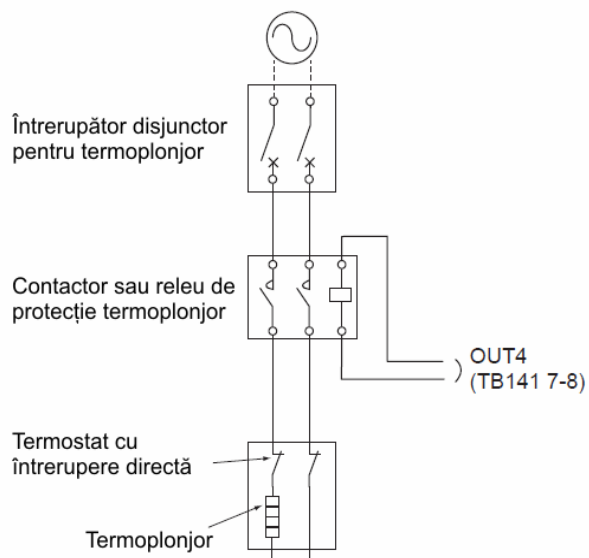 Întrerupător disjunctor
pentru termoplonjor
Contactor sau releu de
protecție termoplonjor
OUT4
(TB141 7-8)
Termostat cu
întrerupere directă
Termoplonjor